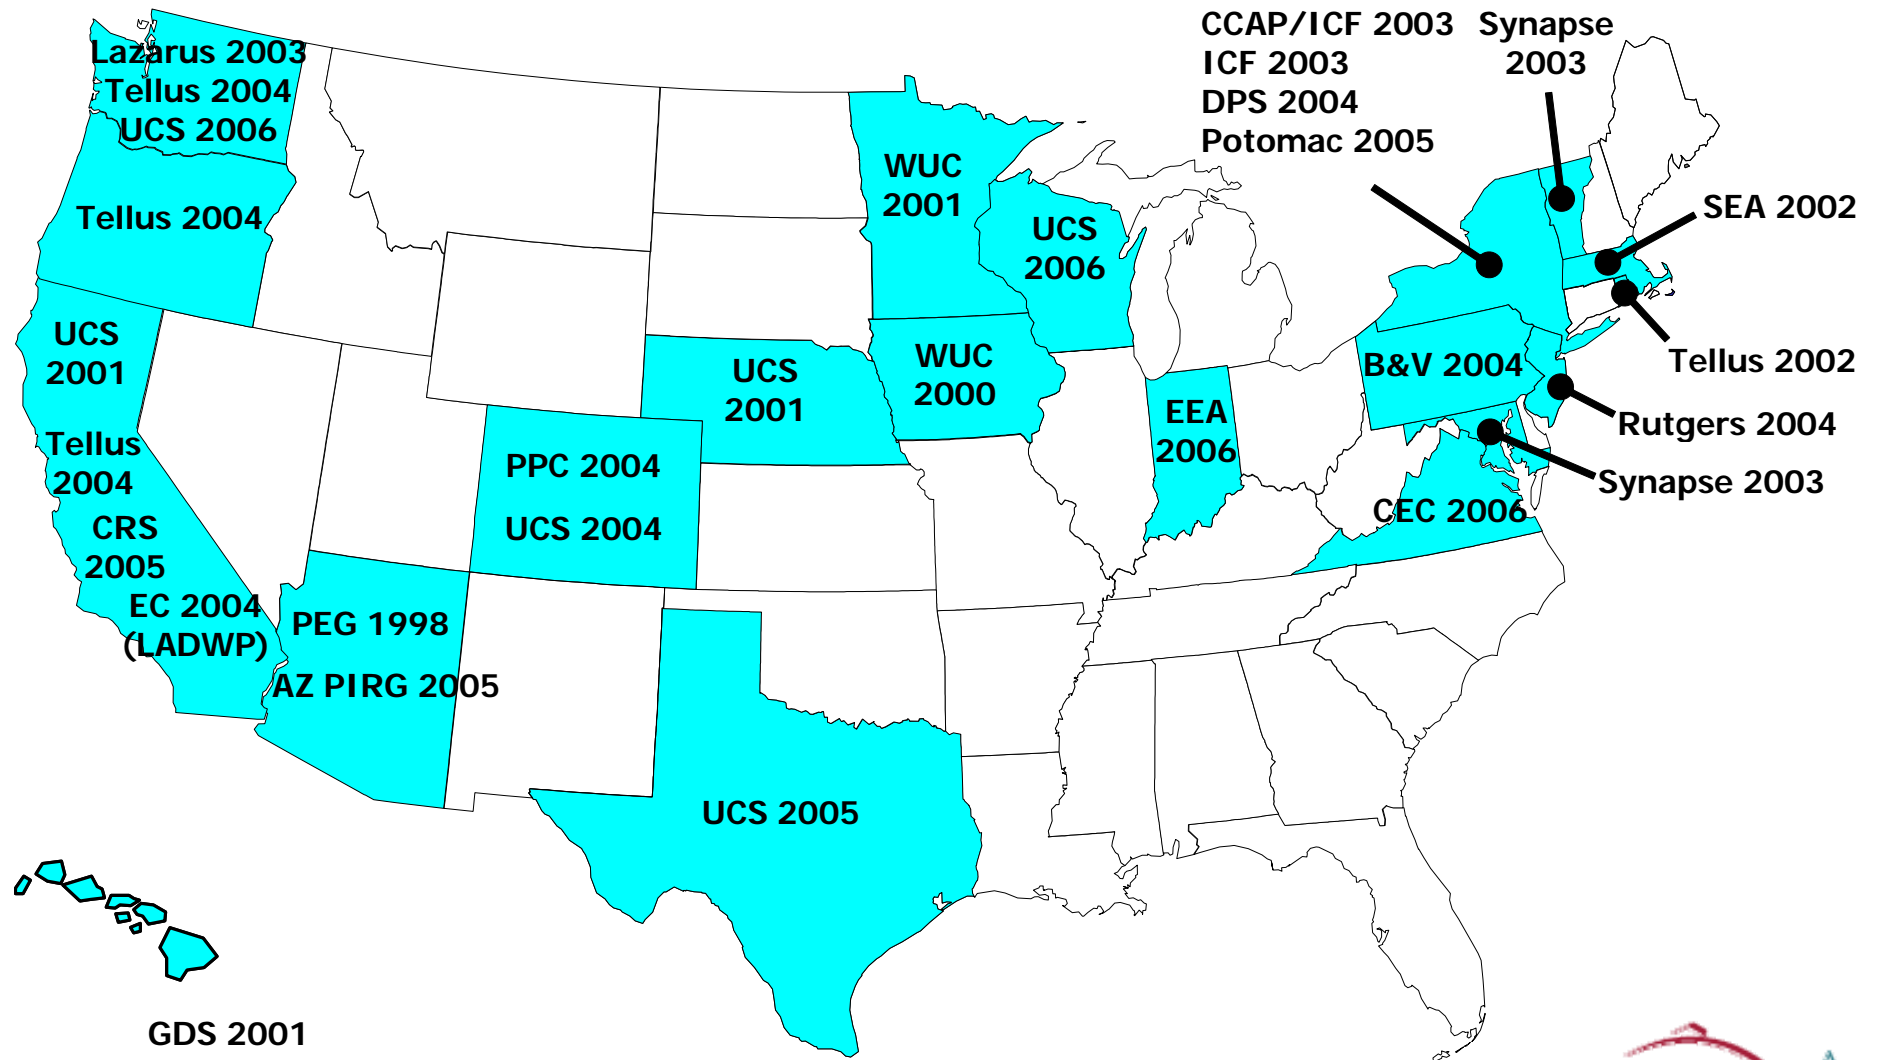 CCAP/ICF 2003
ICF 2003
DPS 2004
Potomac 2005
Synapse
2003
Lazarus 2003
Tellus 2004
UCS 2006
Tellus 2004
WUC
2001
UCS
2006
SEA 2002
UCS
2001
UCS
2001
WUC
2000
B&V 2004
Tellus 2002
EEA
2006
Rutgers 2004
Tellus
2004
PPC 2004
UCS 2004
Synapse 2003
CEC 2006
CRS
2005
EC 2004
(LADWP)
PEG 1998
AZ PIRG 2005
UCS 2005
GDS 2001